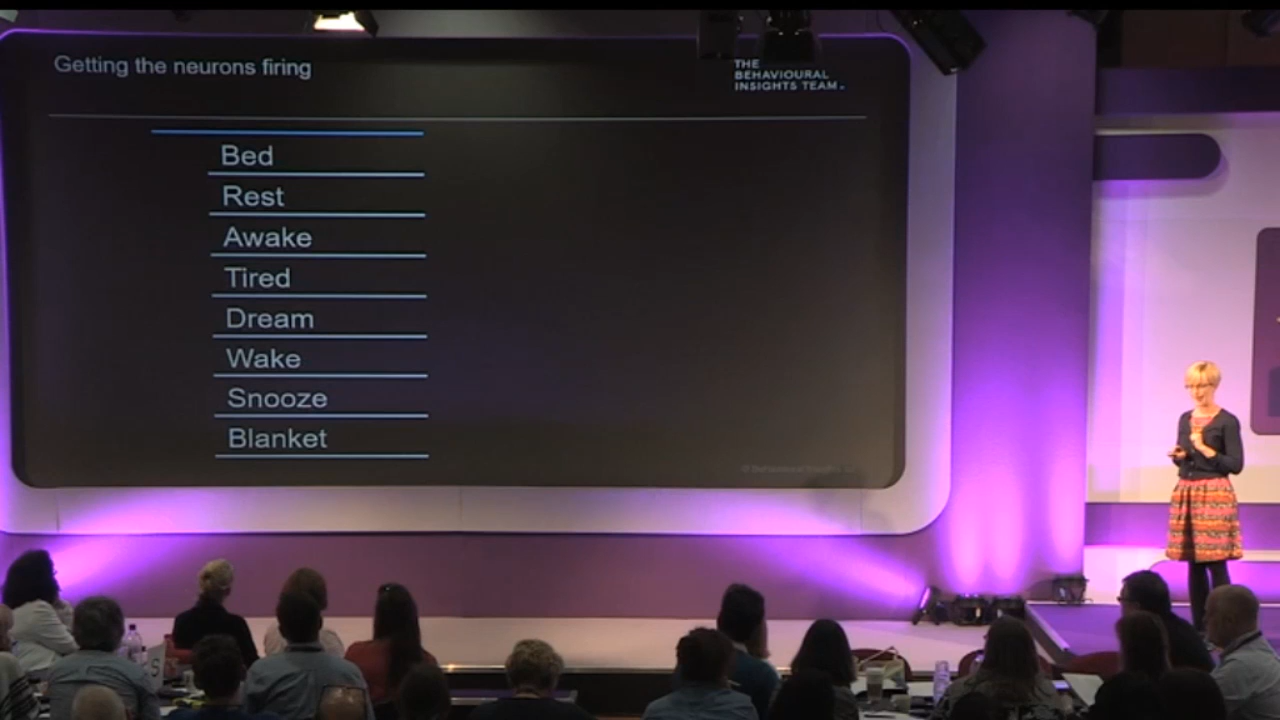 Getting the neurons firing
THE
BEHAVIOURAL
INSIGHTS TEAM.
Bed
Rest
Awake
Tired
Dream
Wake
Snooze
Blanket
S